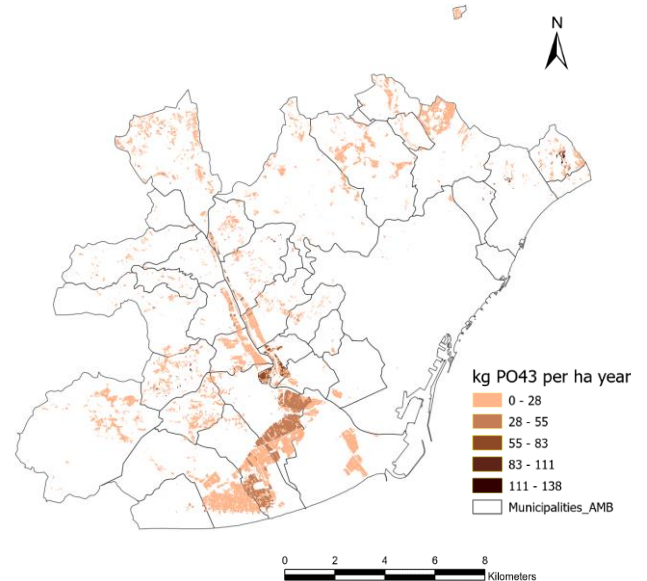 N
kg PO43 per ha year
0 - 28
28 - 55
55 - 83
83 - 111
111 - 138
Municipalities_AMB
0 2 4 6 8
Kilometers